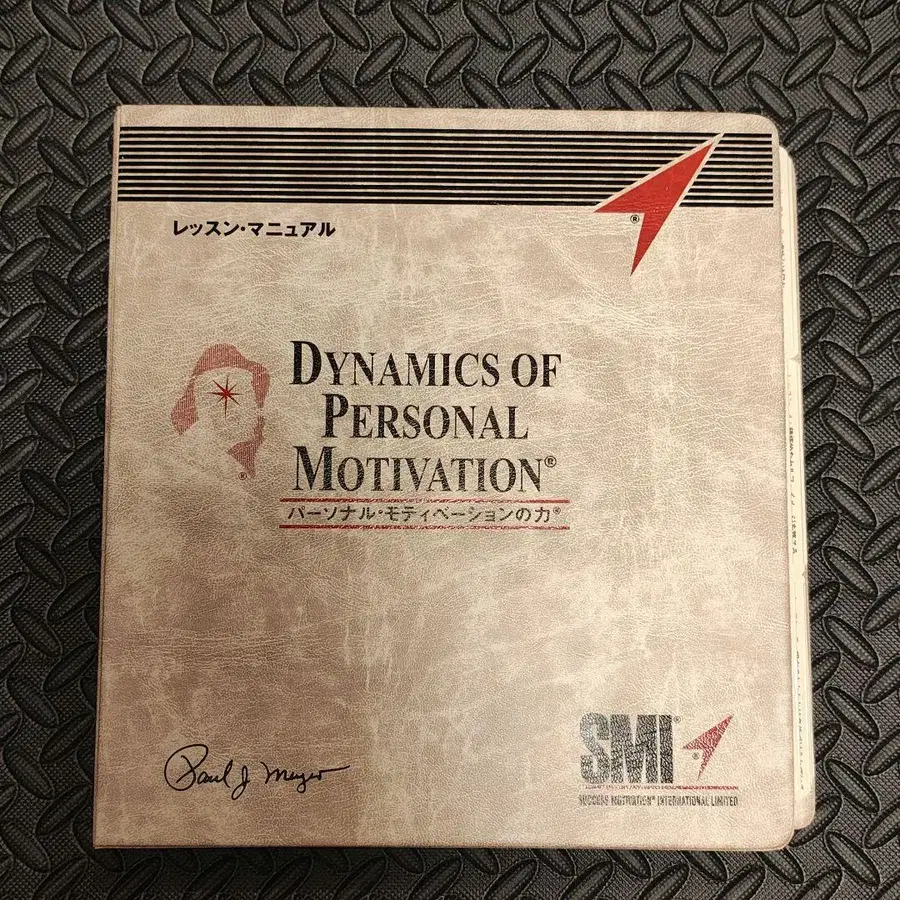 レッスン・マニュアル
®
DYNAMICS OF
PERSONAL
MOTIVATION®
パーソナル・モティベーションの力®
®
Paul J. Meyer
SMI®
®
SUCCESS MOTIVATION® INTERNATIONAL LIMITED